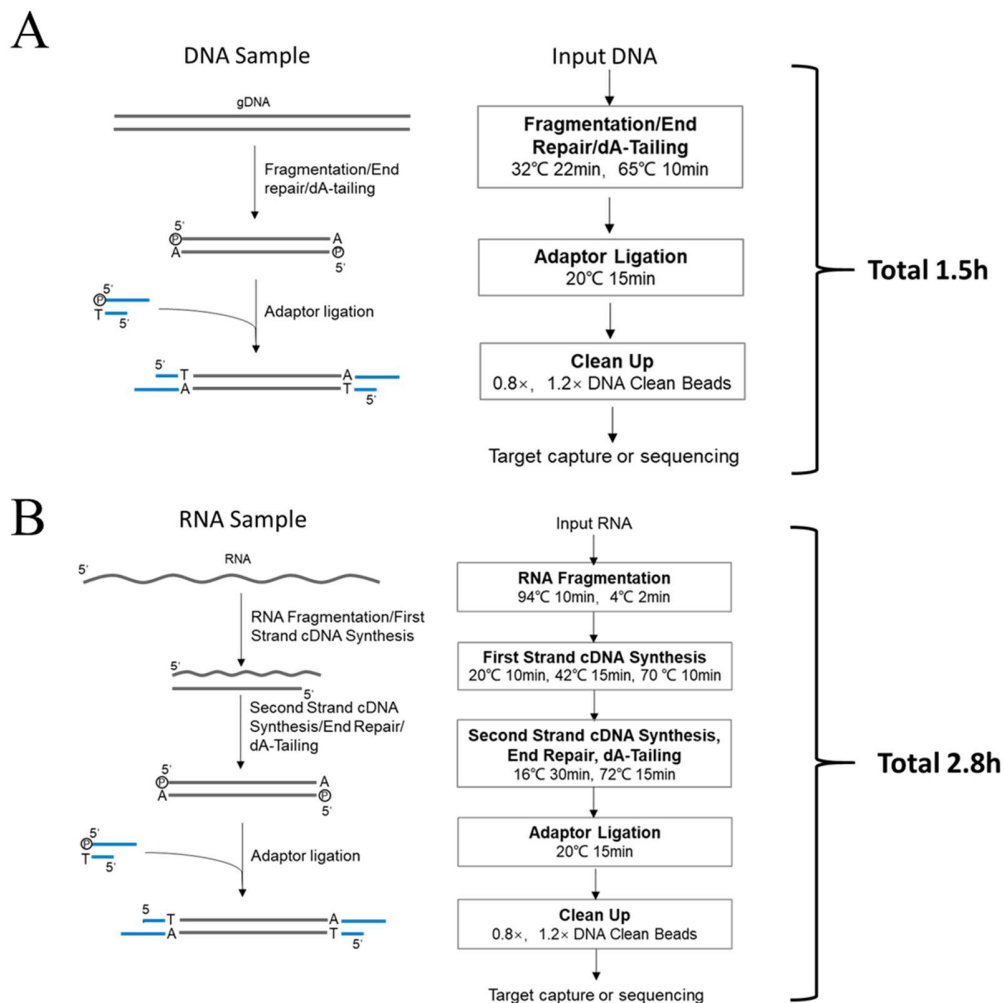 A
DNA Sample
gDNA
Fragmentation/End
repair/dA-tailing
5'
P
A
A
P
5'
5'
P
T
5'
Adaptor ligation
5'
T
A
A
T
5'
Input DNA
Fragmentation/End
Repair/dA-Tailing
32℃ 22min, 65℃ 10min
Adaptor Ligation
20℃ 15min
Clean Up
0.8×, 1.2× DNA Clean Beads
Target capture or sequencing
Total 1.5h
B
RNA Sample
RNA
5'
RNA Fragmentation/First
Strand cDNA Synthesis
5'
5'
Second Strand cDNA
Synthesis/End Repair/
dA-Tailing
5'
P
A
A
P
5'
5'
P
T
5'
Adaptor ligation
5
T
A
A
T
5'
Input RNA
RNA Fragmentation
94℃ 10min, 4℃ 2min
First Strand cDNA Synthesis
20℃ 10min, 42℃ 15min, 70 ℃ 10min
Second Strand cDNA Synthesis,
End Repair, dA-Tailing
16℃ 30min, 72℃ 15min
Adaptor Ligation
20℃ 15min
Clean Up
0.8×, 1.2× DNA Clean Beads
Target capture or sequencing
Total 2.8h